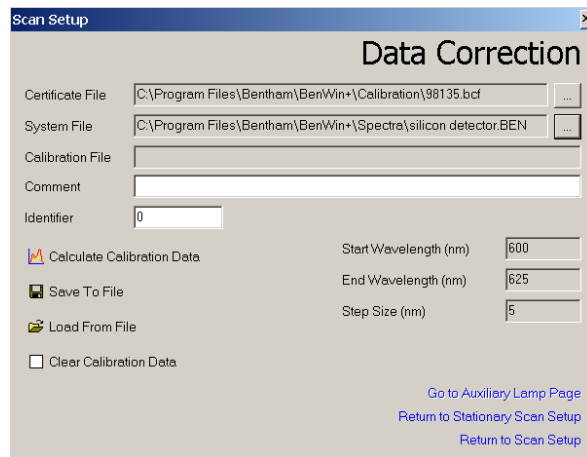 Scan Setup
Data Correction
Certificate File C:\Program Files\Bentham\BenWin+\Calibration\98135.bcf ...
System File C:\Program Files\Bentham\BenWin+\Spectra\silicon detector.BEN ...
Calibration File
Comment
Identifier 0
Calculate Calibration Data
Save To File
Load From File
Clear Calibration Data
Start Wavelength (nm) 600
End Wavelength (nm) 625
Step Size (nm) 5
Go to Auxiliary Lamp Page
Return to Stationary Scan Setup
Return to Scan Setup